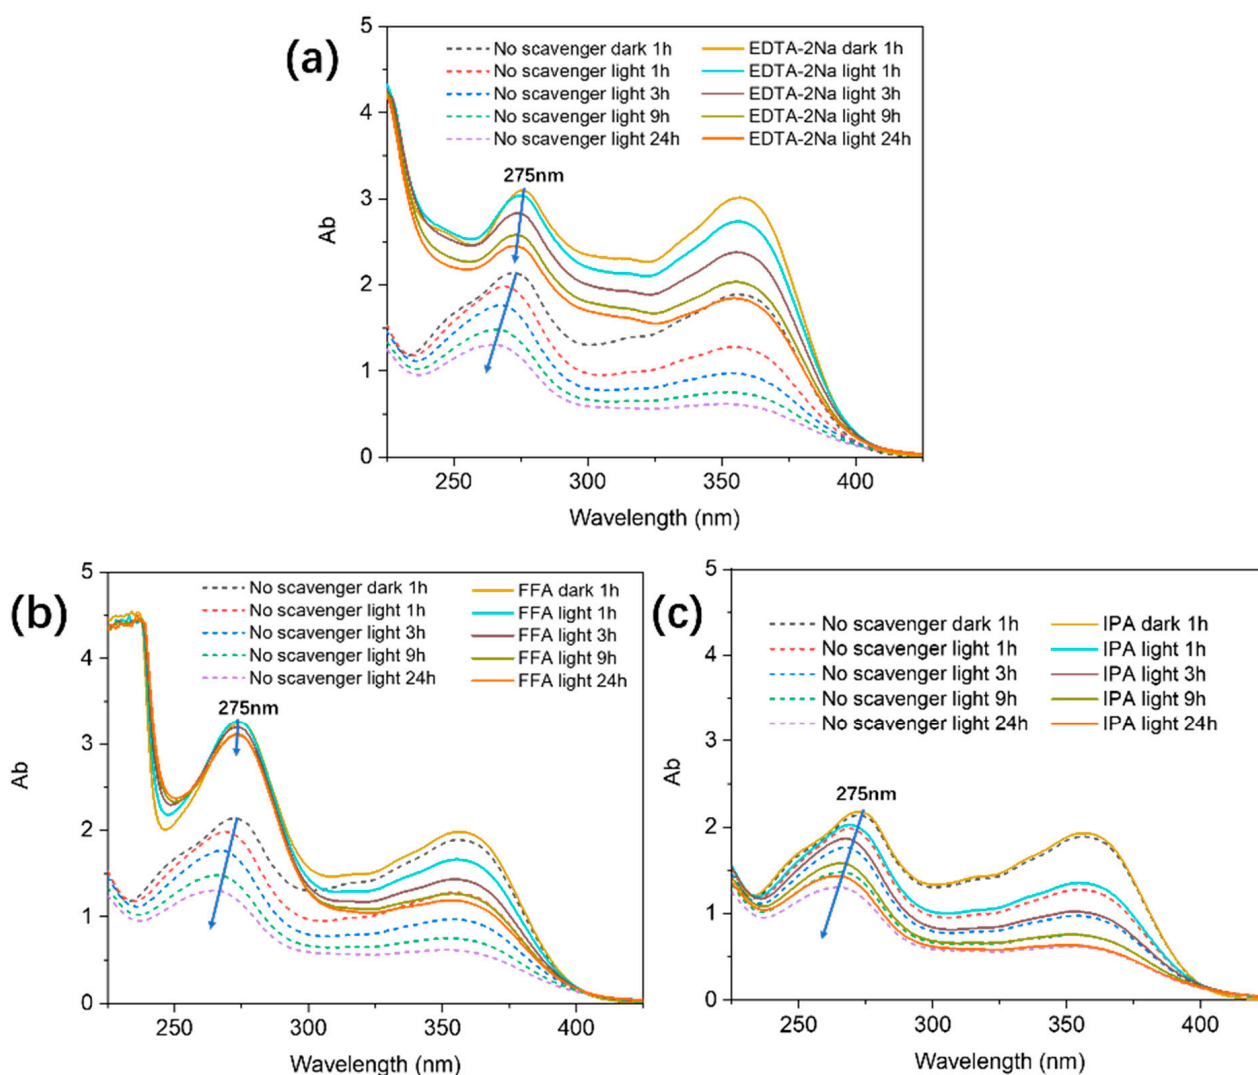 (a)
No scavenger dark 1h
No scavenger light 1h
No scavenger light 3h
No scavenger light 9h
No scavenger light 24h
EDTA-2Na dark 1h
EDTA-2Na light 1h
EDTA-2Na light 3h
EDTA-2Na light 9h
EDTA-2Na light 24h
275nm
5
4
3
2
1
0
Ab
250 300 350 400
Wavelength (nm)
(b)
No scavenger dark 1h
No scavenger light 1h
No scavenger light 3h
No scavenger light 9h
No scavenger light 24h
FFA dark 1h
FFA light 1h
FFA light 3h
FFA light 9h
FFA light 24h
275nm
5
4
3
2
1
0
Ab
250 300 350 400
Wavelength (nm)
(c)
No scavenger dark 1h
No scavenger light 1h
No scavenger light 3h
No scavenger light 9h
No scavenger light 24h
IPA dark 1h
IPA light 1h
IPA light 3h
IPA light 9h
IPA light 24h
275nm
5
4
3
2
1
0
Ab
250 300 350 400
Wavelength (nm)